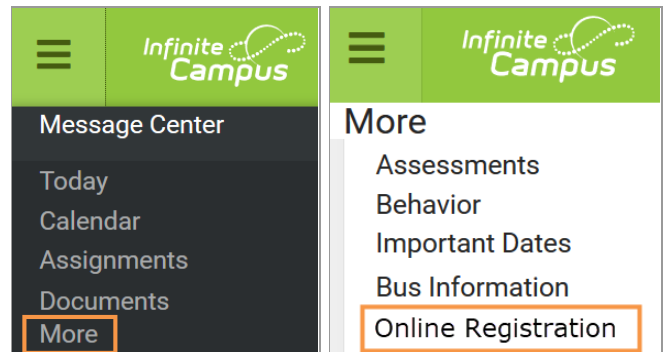 Infinite
Campus
Message Center
Today
Calendar
Assignments
Documents
More
Infinite
Campus
More
Assessments
Behavior
Important Dates
Bus Information
Online Registration